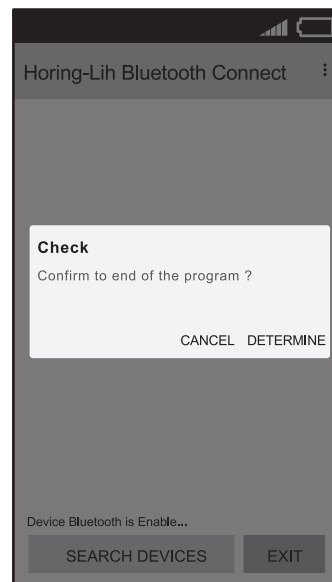 Horing-Lih Bluetooth Connect
Check
Confirm to end of the program ?
CANCEL DETERMINE
Device Bluetooth is Enable...
SEARCH DEVICES EXIT